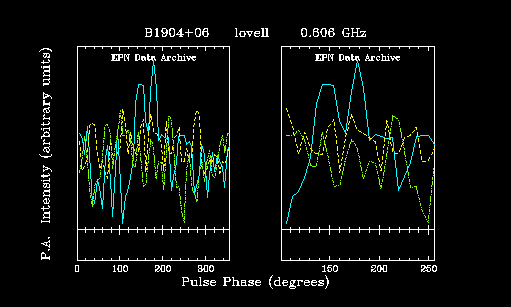 B1904+06 lovell 0.606 GHz
EPN Data Archive EPN Data Archive
P.A. Intensity (arbitrary units)
0 100 200 300 150 200 250
Pulse Phase (degrees)